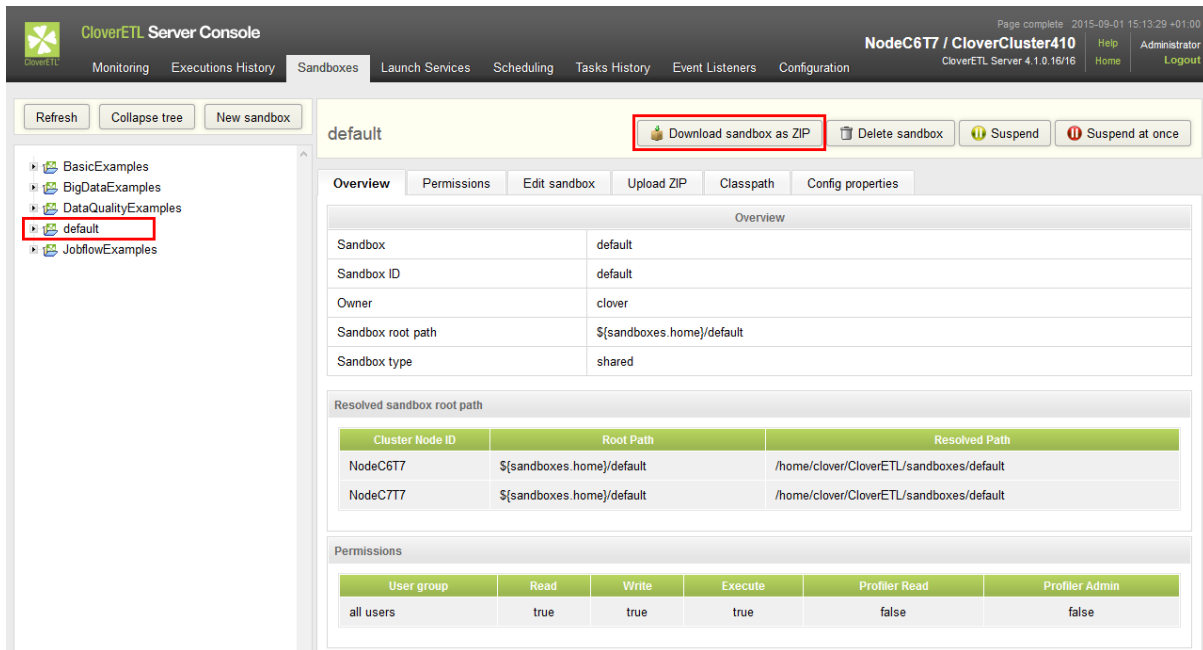 Page complete 2015-09-01 15:13:29 +01:00
CloverETL Server Console
NodeC6T7 / CloverCluster410 Help Administrator
CloverETL Server 4.1.0.16/16 Home Logout
CloverETL
Monitoring Executions History Sandboxes Launch Services Scheduling Tasks History Event Listeners Configuration
Refresh Collapse tree New sandbox
BasicExamples
BigDataExamples
DataQualityExamples
default
JobflowExamples
default Download sandbox as ZIP Delete sandbox Suspend Suspend at once
Overview Permissions Edit sandbox Upload ZIP Classpath Config properties
Overview
Sandbox default
Sandbox ID default
Owner clover
Sandbox root path ${sandboxes.home}/default
Sandbox type shared
Resolved sandbox root path
Cluster Node ID Root Path Resolved Path
NodeC6T7 ${sandboxes.home}/default /home/clover/CloverETL/sandboxes/default
NodeC7T7 ${sandboxes.home}/default /home/clover/CloverETL/sandboxes/default
Permissions
User group Read Write Execute Profiler Read Profiler Admin
all users true true true false false